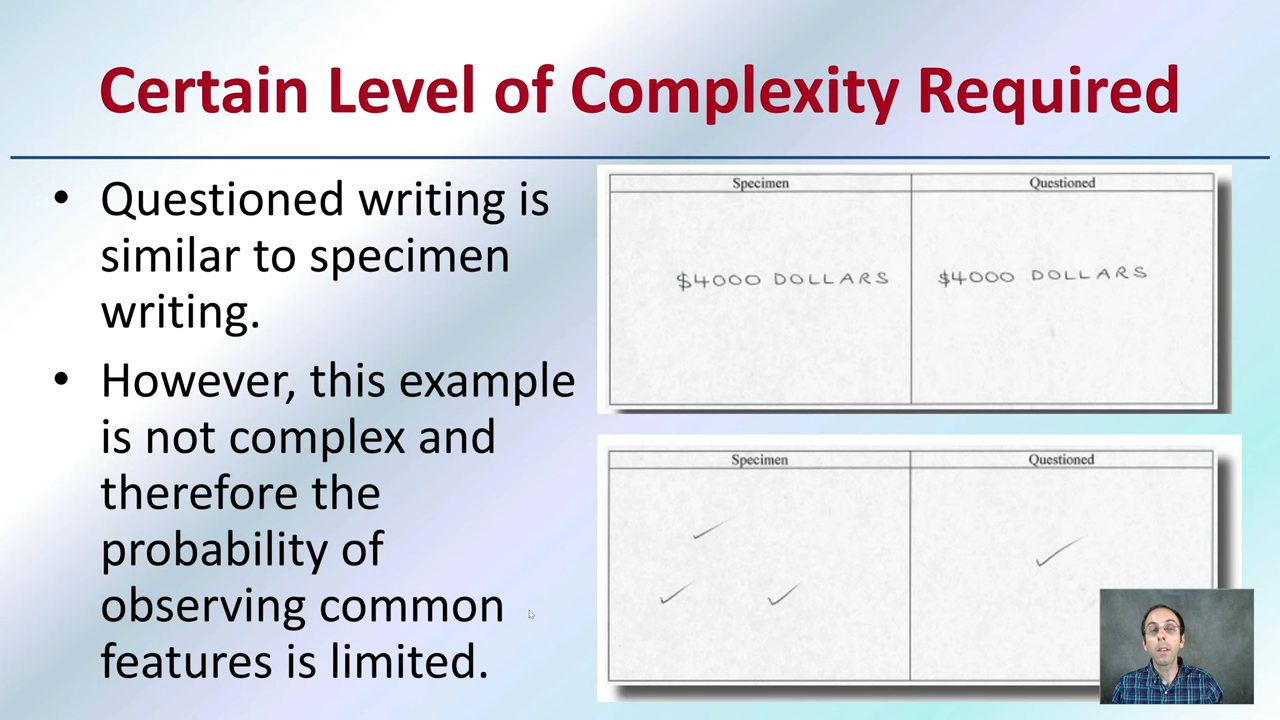 Certain Level of Complexity Required
• Questioned writing is
similar to specimen
writing.
• However, this example
is not complex and
therefore the
probability of
observing common
features is limited.
Specimen
Questioned
$4000 DOLLARS
$4000 DOLLARS
Specimen
Questioned